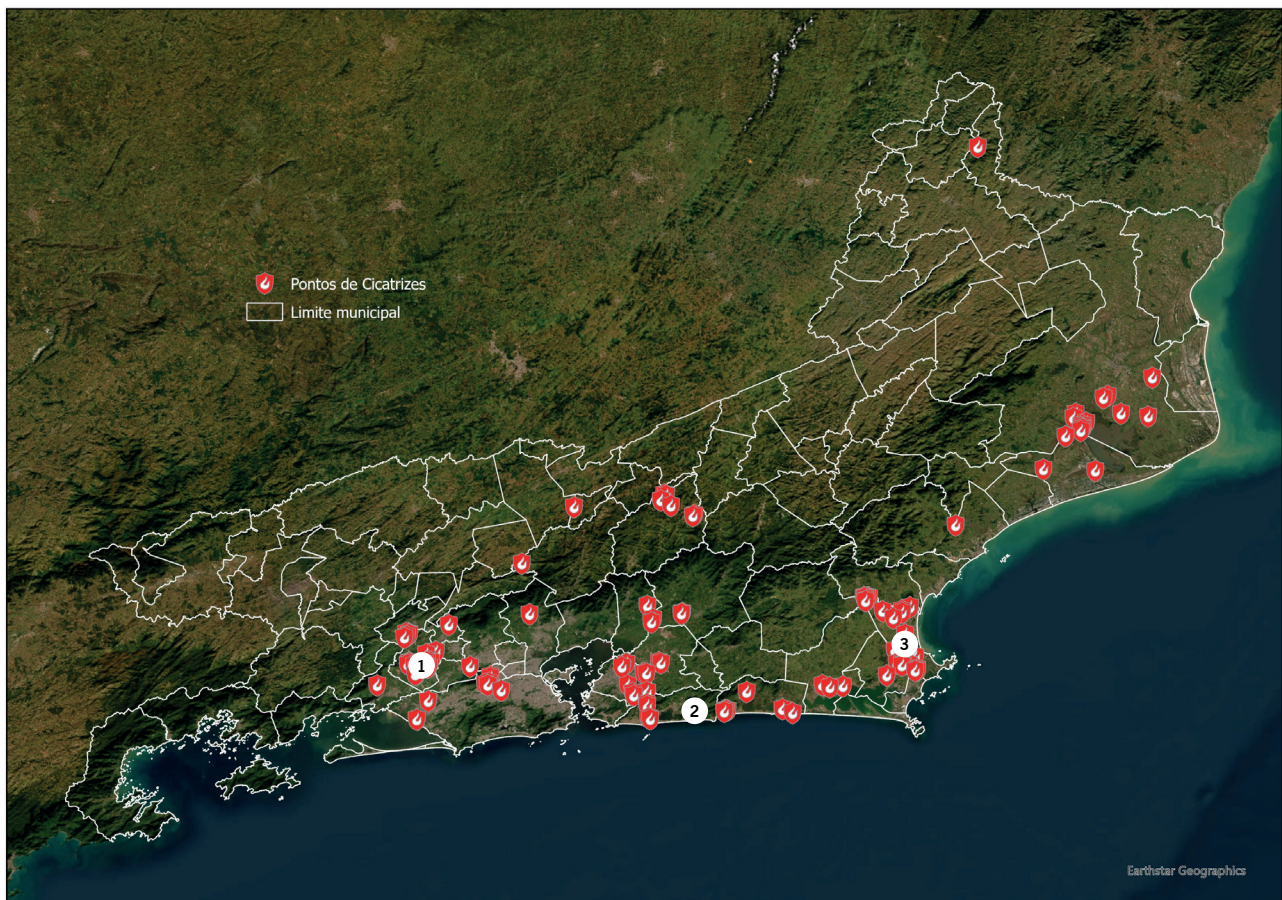 Pontos de Cicatrizes
Limite municipal
1
2
3
Earthstar Geographics